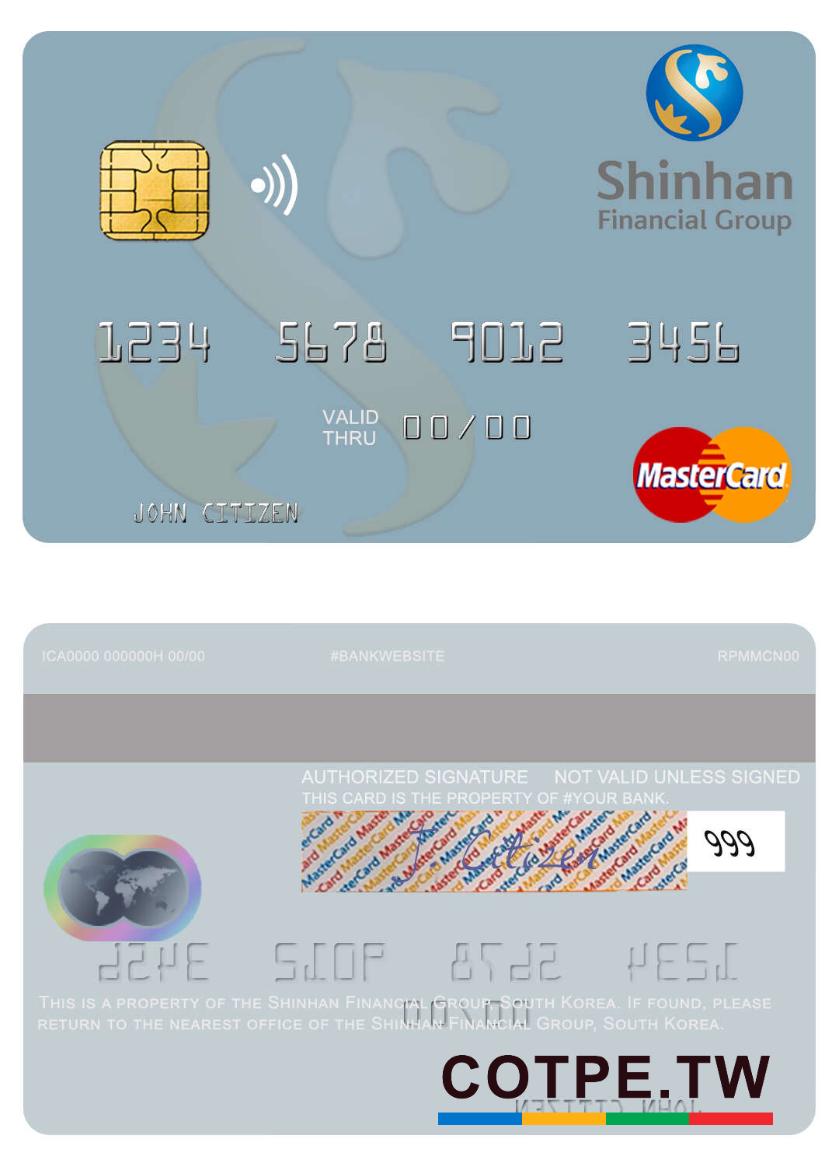 Shinhan
Financial Group
1234 5678 9012 3456
VALID
THRU 00/00
MasterCard
JOHN CITIZEN
ICA0000 000000H 00/00 #BANKWEBSITE RPMMCN00
AUTHORIZED SIGNATURE NOT VALID UNLESS SIGNED
THIS CARD IS THE PROPERTY OF #YOUR BANK.
J Citizen 999
THIS IS A PROPERTY OF THE SHINHAN FINANCIAL GROUP, SOUTH KOREA. IF FOUND, PLEASE
RETURN TO THE NEAREST OFFICE OF THE SHINHAN FINANCIAL GROUP, SOUTH KOREA.
COTPE.TW